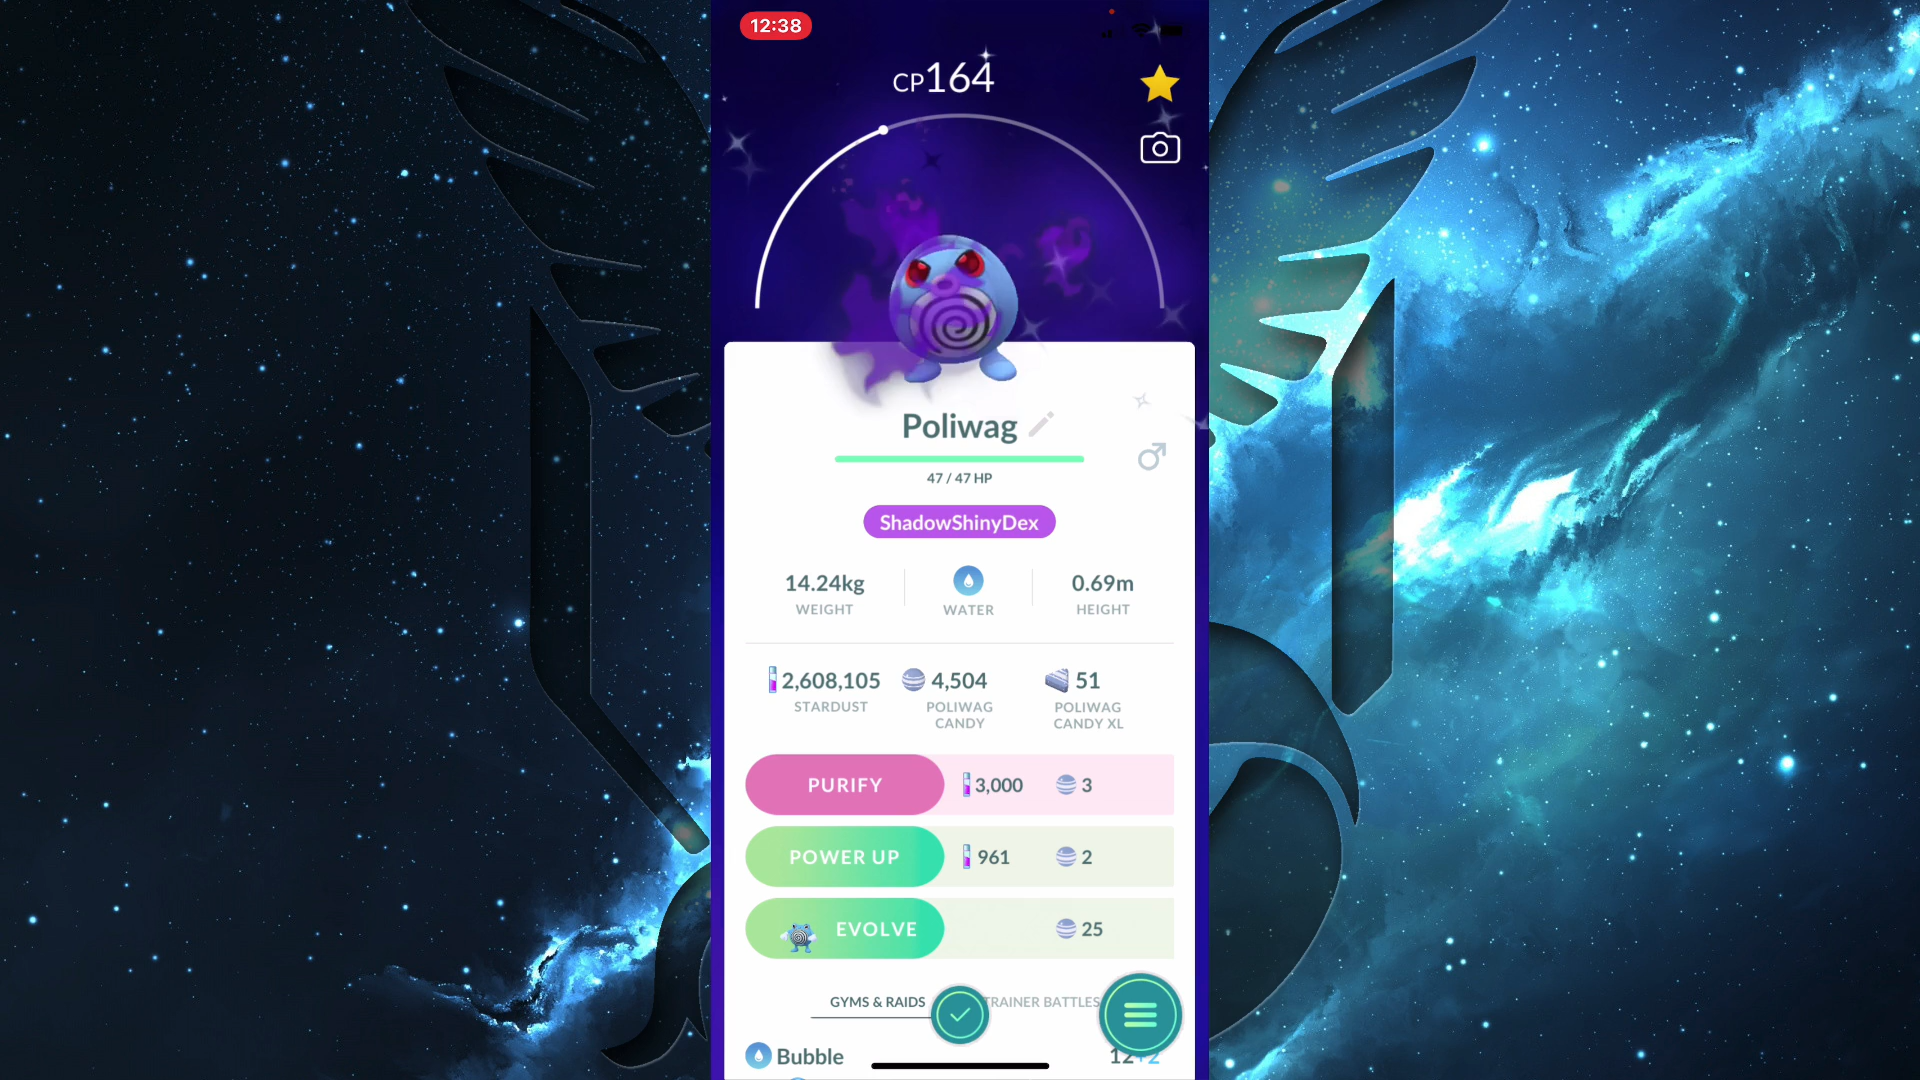 12:38
CP164
Poliwag
47 / 47 HP
ShadowShinyDex
14.24kg
WEIGHT
WATER
0.69m
HEIGHT
2,608,105
STARDUST
4,504
POLIWAG
CANDY
51
POLIWAG
CANDY XL
PURIFY 3,000 3
POWER UP 961 2
EVOLVE 25
GYMS & RAIDS TRAINER BATTLES
Bubble 12+2